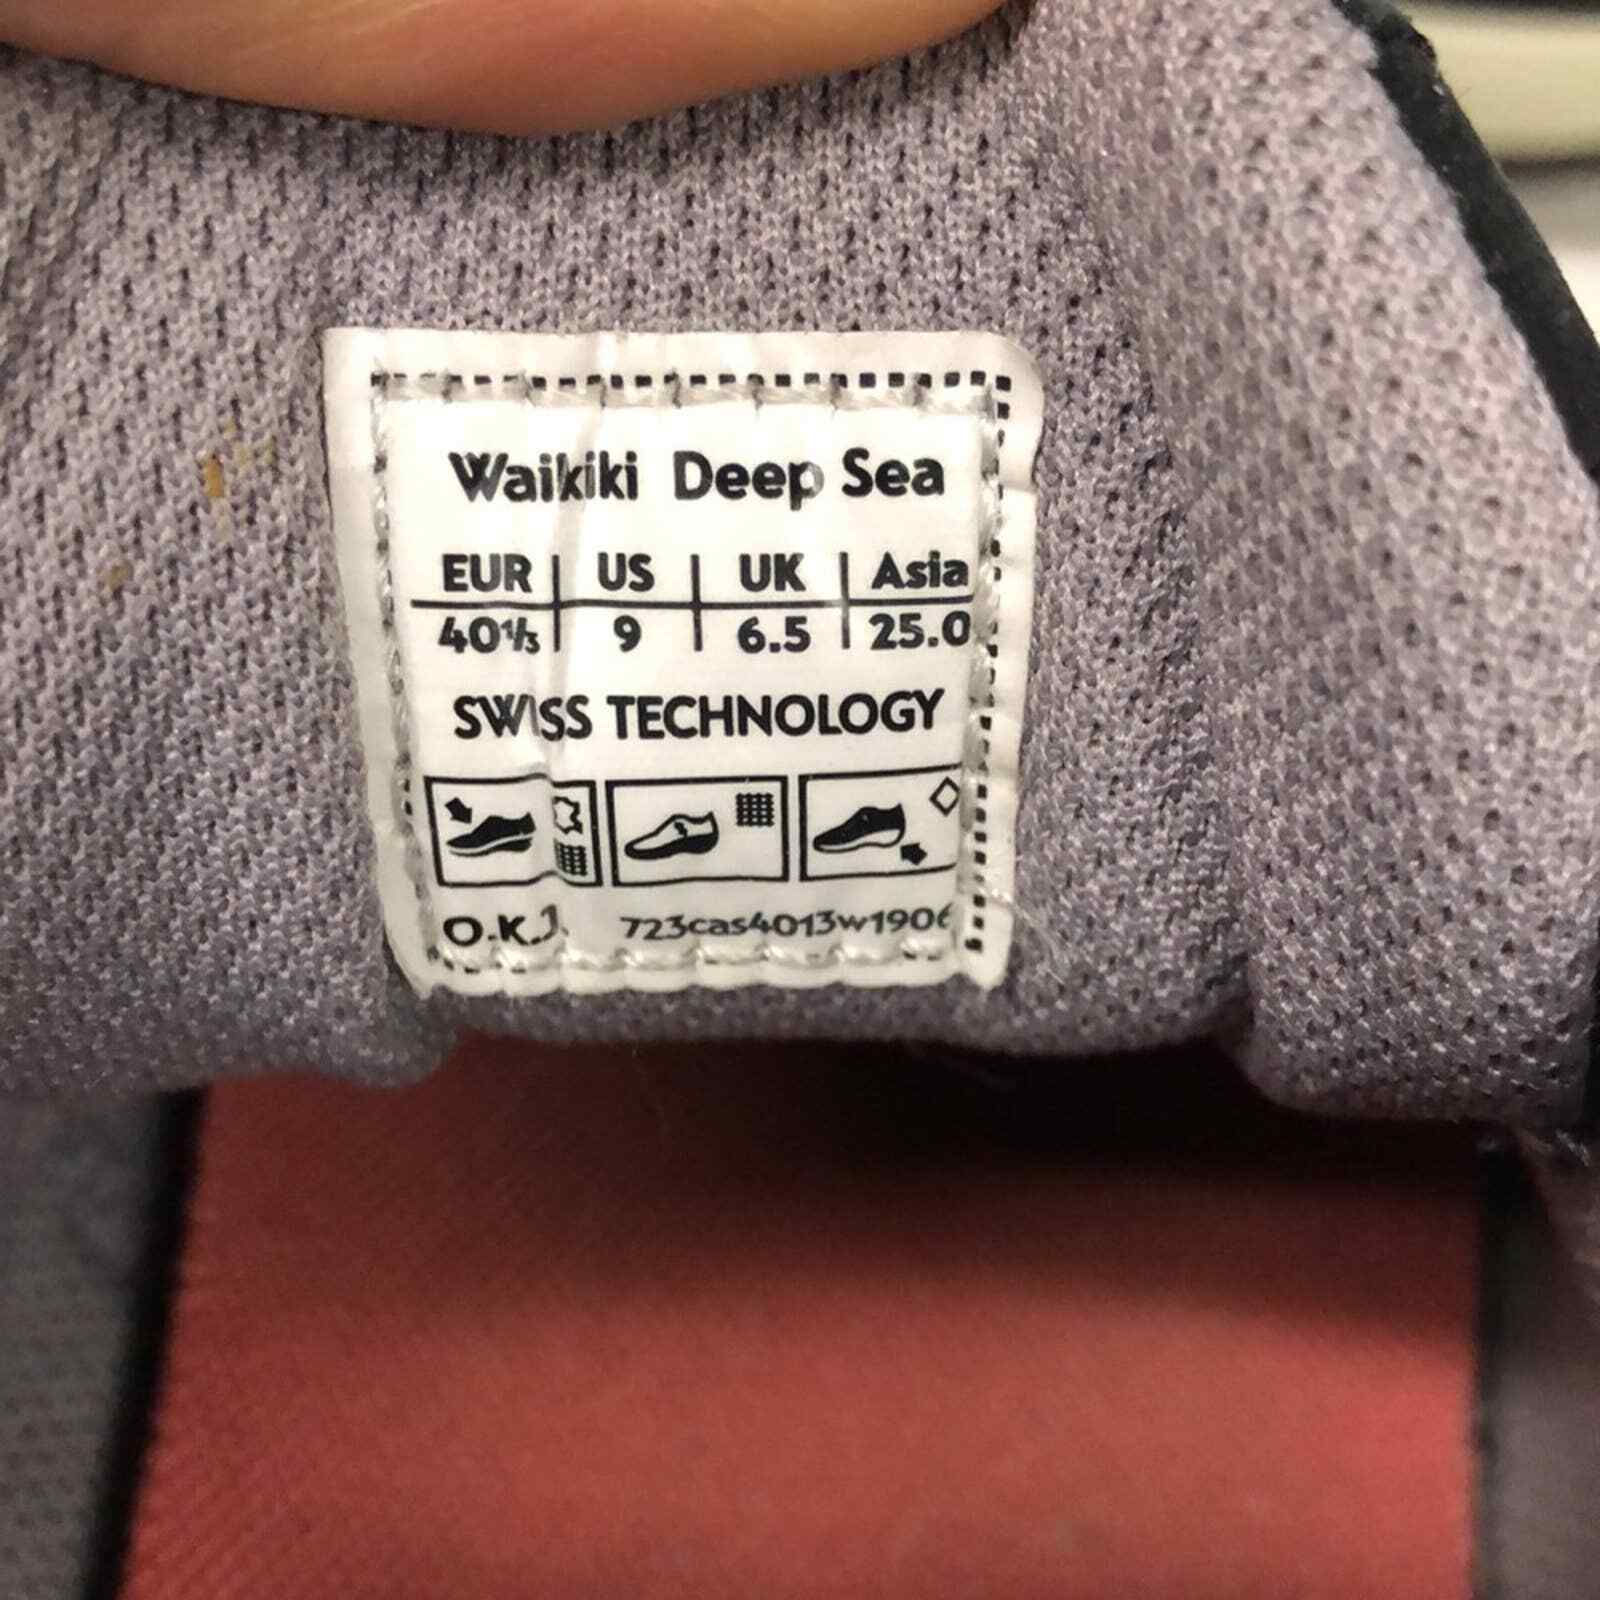 Waikiki Deep Sea
EUR | US | UK | Asia
40⅓ | 9 | 6.5 | 25.0
SWISS TECHNOLOGY
O.K.J. 723cas4013w1906